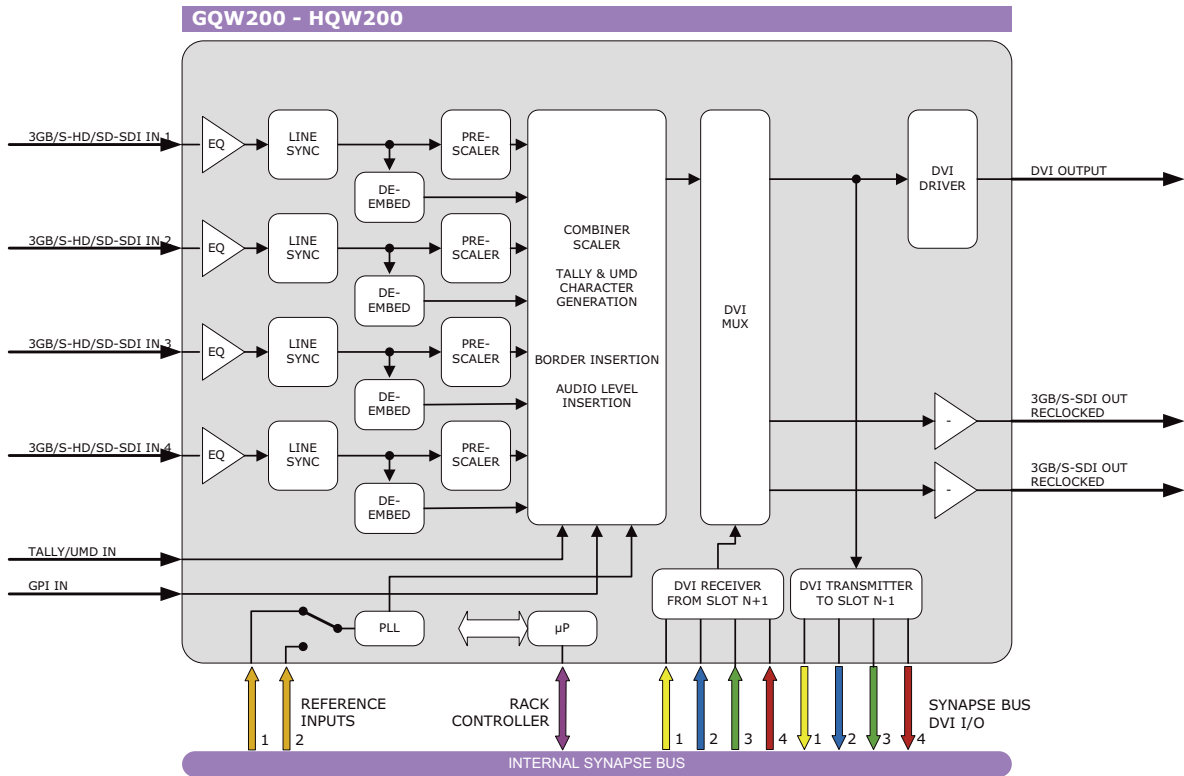 GQW200 - HQW200
3GB/S-HD/SD-SDI IN 1
EQ
LINE
SYNC
PRE-
SCALER
DE-
EMBED
3GB/S-HD/SD-SDI IN 2
EQ
LINE
SYNC
PRE-
SCALER
DE-
EMBED
3GB/S-HD/SD-SDI IN 3
EQ
LINE
SYNC
PRE-
SCALER
DE-
EMBED
3GB/S-HD/SD-SDI IN 4
EQ
LINE
SYNC
PRE-
SCALER
DE-
EMBED
COMBINER
SCALER
TALLY & UMD
CHARACTER
GENERATION
BORDER INSERTION
AUDIO LEVEL
INSERTION
DVI
MUX
DVI
DRIVER
DVI OUTPUT
-
3GB/S-SDI OUT
RECLOCKED
-
3GB/S-SDI OUT
RECLOCKED
TALLY/UMD IN
GPI IN
PLL
µP
DVI RECEIVER
FROM SLOT N+1
DVI TRANSMITTER
TO SLOT N-1
REFERENCE
INPUTS
1 2
RACK
CONTROLLER
1 2 3 4
1 2 3 4
SYNAPSE BUS
DVI I/O
INTERNAL SYNAPSE BUS